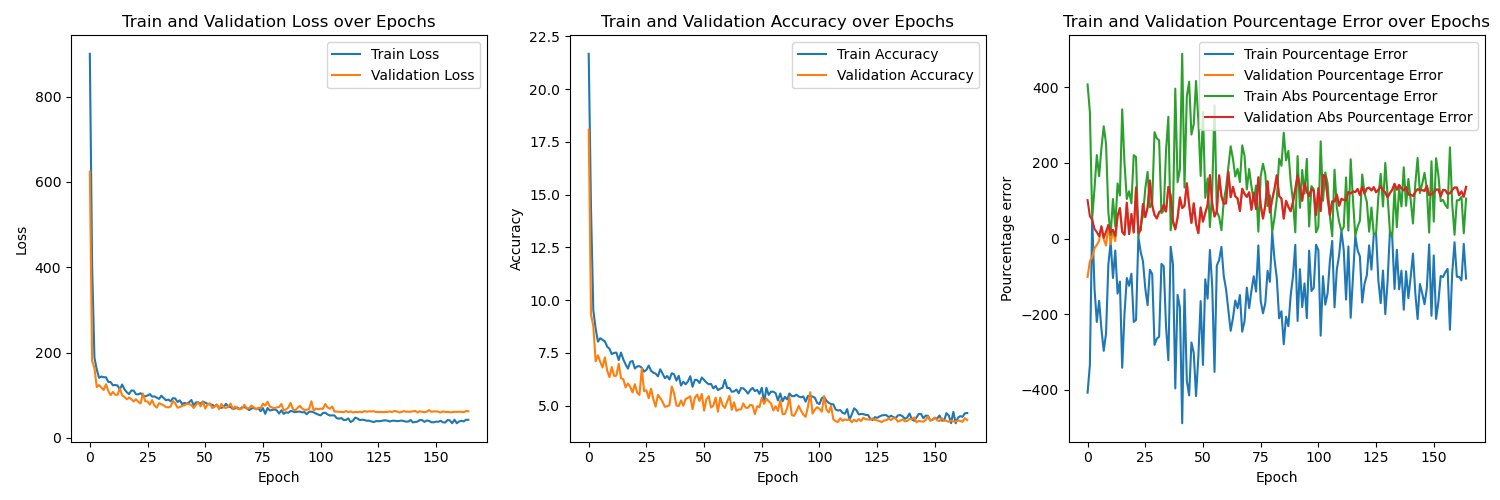 Train and Validation Loss over Epochs
Train Loss
Validation Loss
800
600
400
200
0
Loss
0 25 50 75 100 125 150
Epoch
Train and Validation Accuracy over Epochs
Train Accuracy
Validation Accuracy
22.5
20.0
17.5
15.0
12.5
10.0
7.5
5.0
Accuracy
0 25 50 75 100 125 150
Epoch
Train and Validation Pourcentage Error over Epochs
Train Pourcentage Error
Validation Pourcentage Error
Train Abs Pourcentage Error
Validation Abs Pourcentage Error
400
200
0
−200
−400
Pourcentage error
0 25 50 75 100 125 150
Epoch